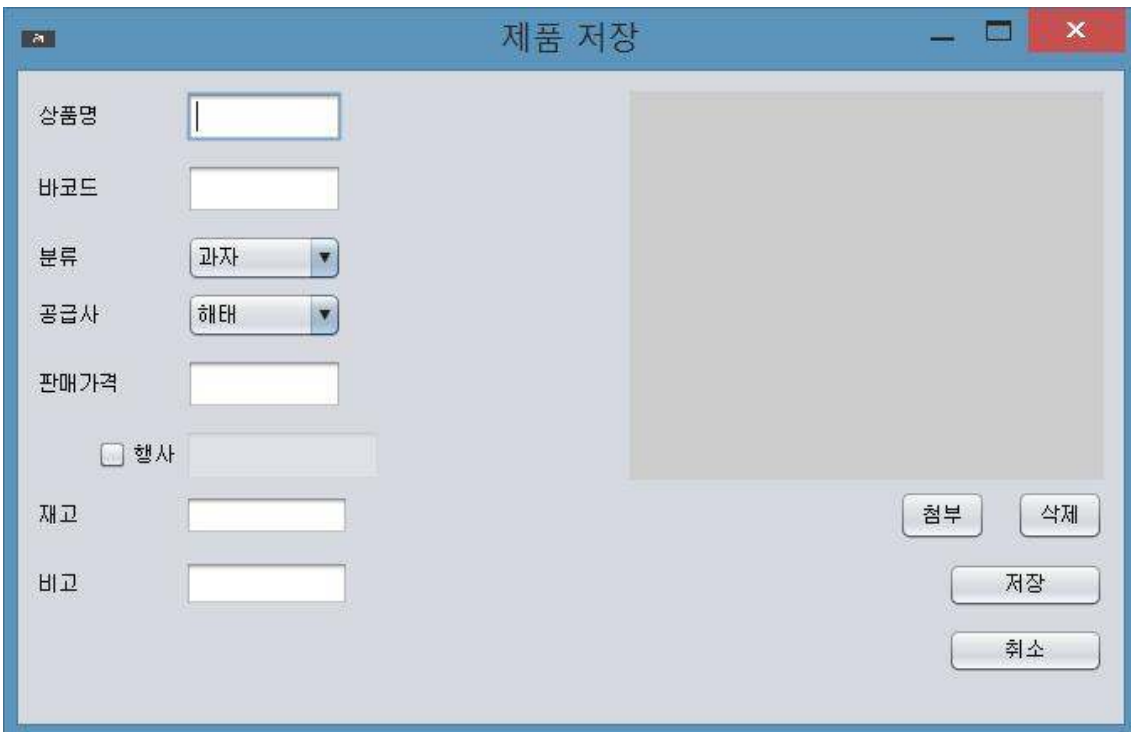 제품 저장
상품명
바코드
분류 과자
공급사 해태
판매가격
행사
재고
첨부 삭제
비고
저장
취소